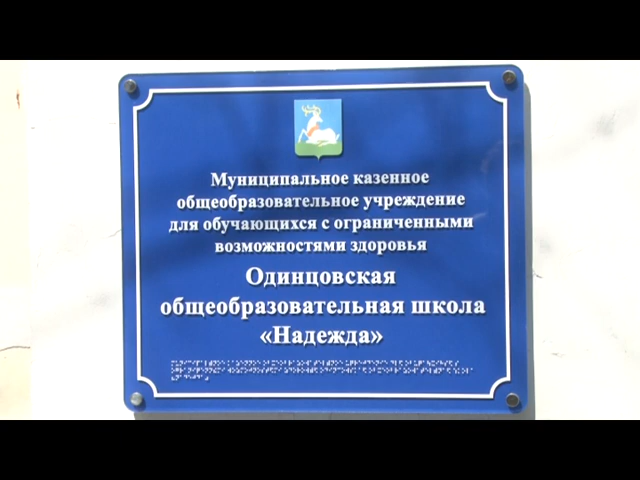 Муниципальное казенное
общеобразовательное учреждение
для обучающихся с ограниченными
возможностями здоровья
Одинцовская
общеобразовательная школа
«Надежда»